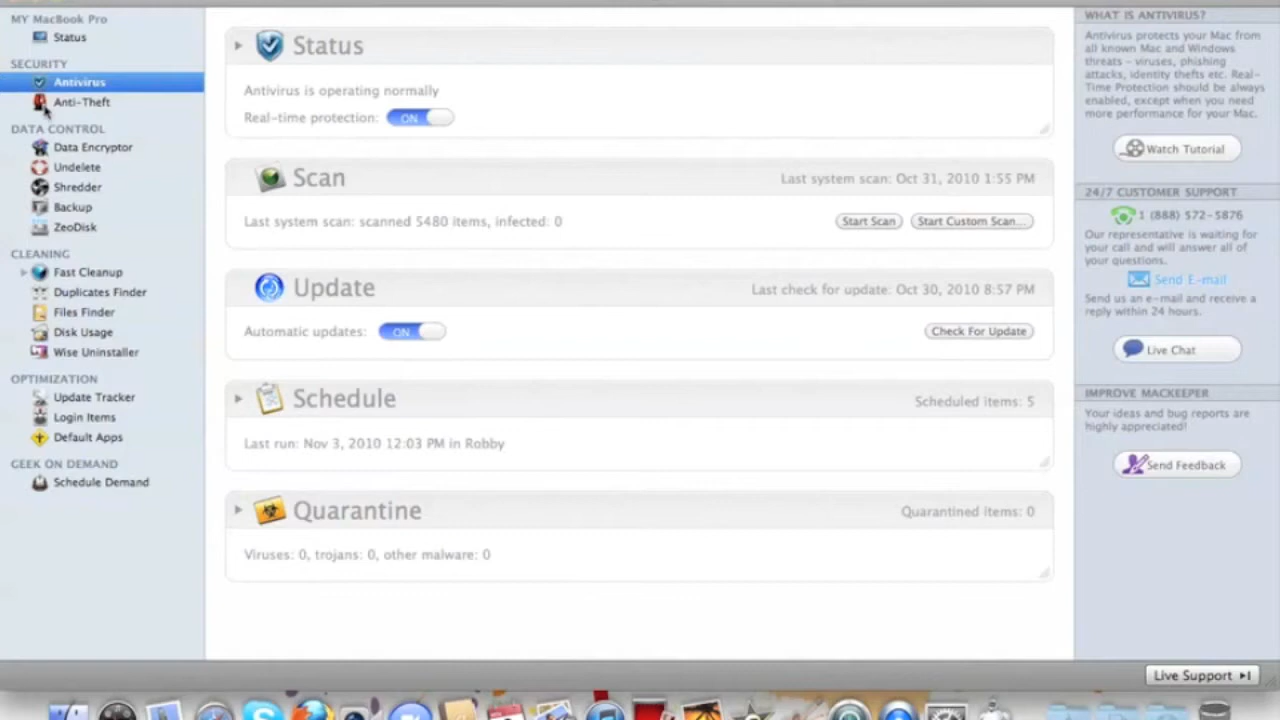 MY MacBook Pro
Status
SECURITY
Antivirus
Anti-Theft
DATA CONTROL
Data Encryptor
Undelete
Shredder
Backup
ZeoDisk
CLEANING
Fast Cleanup
Duplicates Finder
Files Finder
Disk Usage
Wise Uninstaller
OPTIMIZATION
Update Tracker
Login Items
Default Apps
GEEK ON DEMAND
Schedule Demand
Status
Antivirus is operating normally
Real-time protection: ON
Scan Last system scan: Oct 31, 2010 1:55 PM
Last system scan: scanned 5480 items, infected: 0 Start Scan Start Custom Scan...
Update Last check for update: Oct 30, 2010 8:57 PM
Automatic updates: ON Check For Update
Schedule Scheduled items: 5
Last run: Nov 3, 2010 12:03 PM in Robby
Quarantine Quarantined items: 0
Viruses: 0, trojans: 0, other malware: 0
WHAT IS ANTIVIRUS?
Antivirus protects your Mac from
all known Mac and Windows
threats - viruses, phishing
attacks, identity thefts etc. Real-
Time Protection should be always
enabled, except when you need
more performance for your Mac.
Watch Tutorial
24/7 CUSTOMER SUPPORT
1 (888) 572-5876
Our representative is waiting for
your call and will answer all of
your questions.
Send E-mail
Send us an e-mail and receive a
reply within 24 hours.
Live Chat
IMPROVE MACKEEPER
Your ideas and bug reports are
highly appreciated!
Send Feedback
Live Support